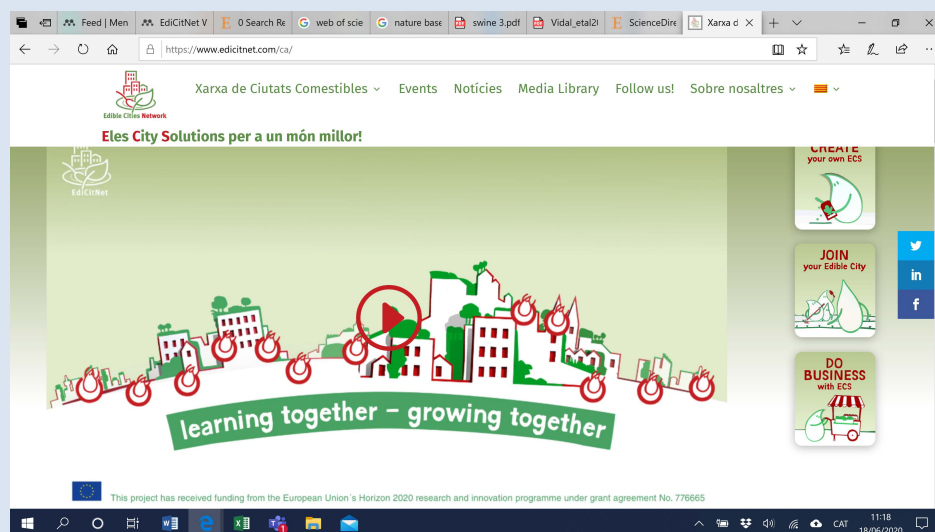 Feed | Men
EdiCitNet V
0 Search Re
web of scie
nature base
swine 3.pdf
Vidal_etal2
ScienceDire
Xarxa d
https://www.edicitnet.com/ca/
Edible Cities Network
Xarxa de Ciutats Comestibles
Events
Notícies
Media Library
Follow us!
Sobre nosaltres
Eles City Solutions per a un món millor!
EdiCitNet
CREATE
your own ECS
JOIN
your Edible City
DO
BUSINESS
with ECS
learning together – growing together
This project has received funding from the European Union´s Horizon 2020 research and innovation programme under grant agreement No. 776665
CAT
11:18
18/06/2020